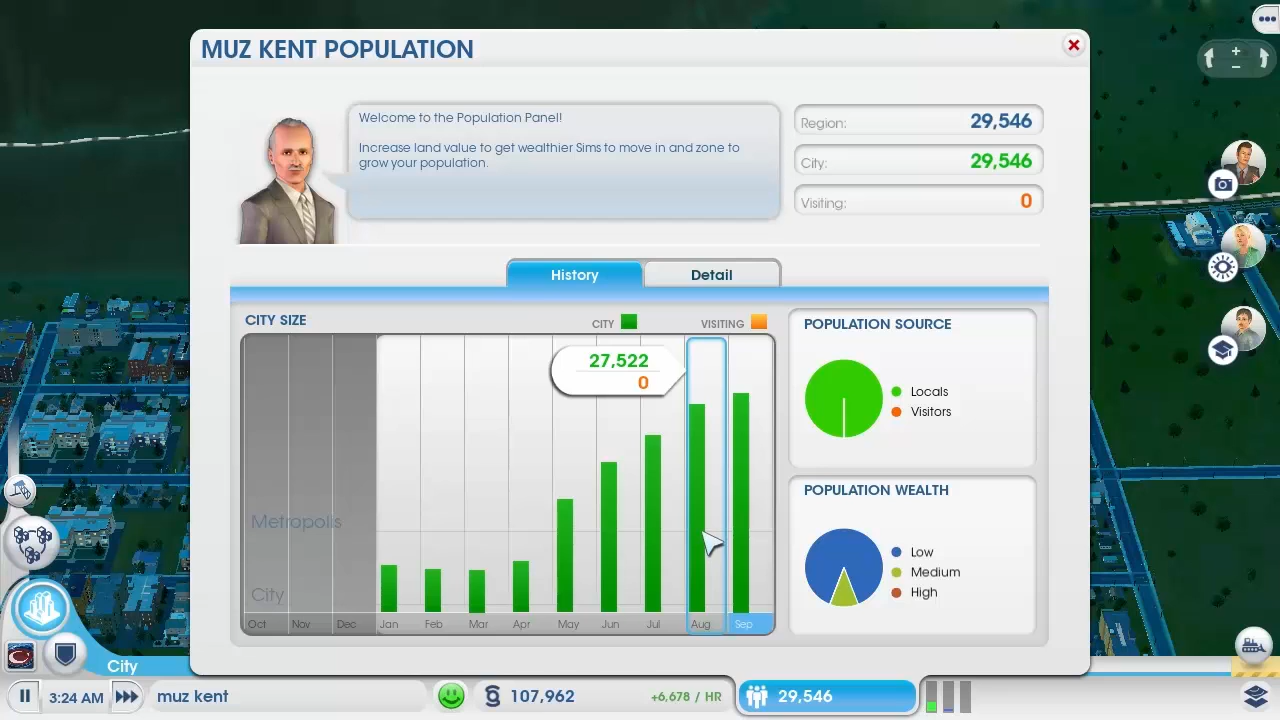 MUZ KENT POPULATION
Welcome to the Population Panel!
Increase land value to get wealthier Sims to move in and zone to
grow your population.
Region: 29,546
City: 29,546
Visiting: 0
History
Detail
CITY SIZE
CITY
VISITING
27,522
0
Metropolis
City
Oct Nov Dec Jan Feb Mar Apr May Jun Jul Aug Sep
POPULATION SOURCE
Locals
Visitors
POPULATION WEALTH
Low
Medium
High
City
3:24 AM
muz kent
107,962
+6,678 / HR
29,546